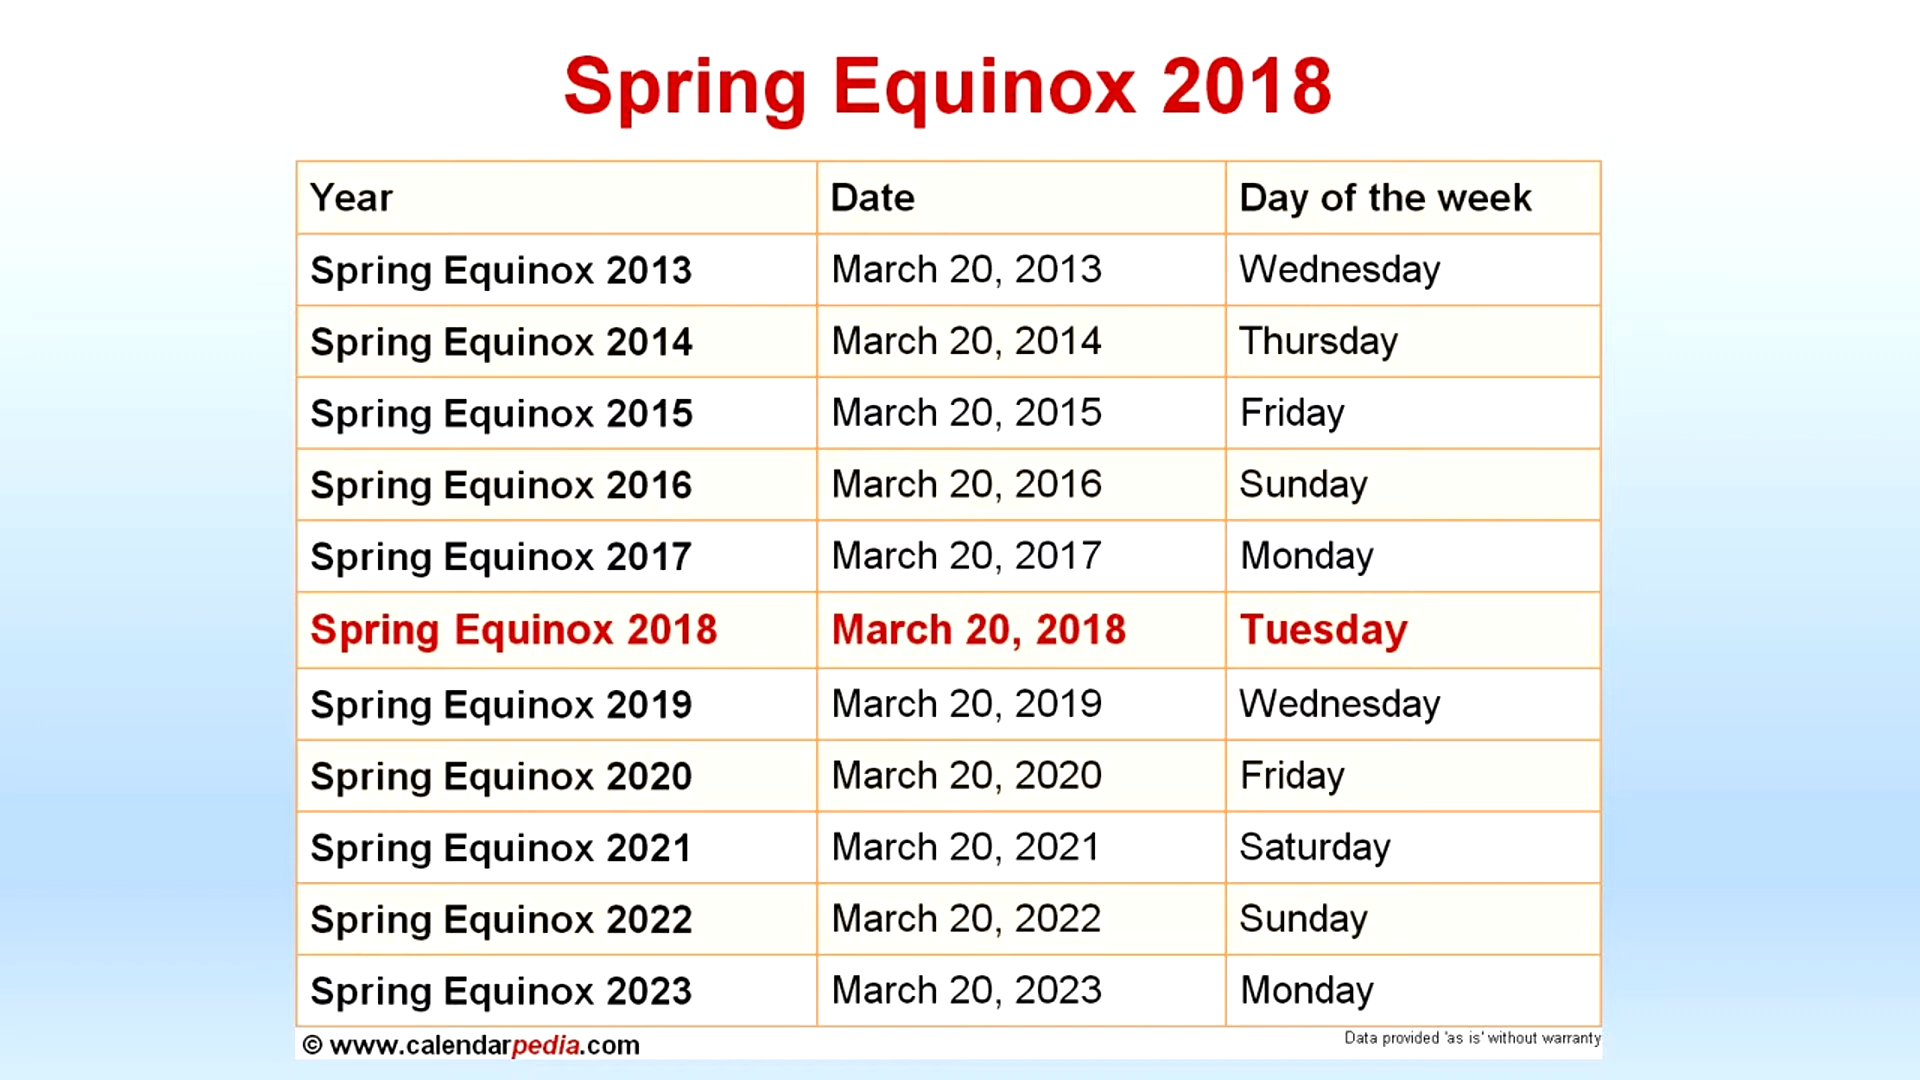 Spring Equinox 2018
Year Date Day of the week
Spring Equinox 2013 March 20, 2013 Wednesday
Spring Equinox 2014 March 20, 2014 Thursday
Spring Equinox 2015 March 20, 2015 Friday
Spring Equinox 2016 March 20, 2016 Sunday
Spring Equinox 2017 March 20, 2017 Monday
Spring Equinox 2018 March 20, 2018 Tuesday
Spring Equinox 2019 March 20, 2019 Wednesday
Spring Equinox 2020 March 20, 2020 Friday
Spring Equinox 2021 March 20, 2021 Saturday
Spring Equinox 2022 March 20, 2022 Sunday
Spring Equinox 2023 March 20, 2023 Monday
© www.calendarpedia.com Data provided 'as is' without warranty